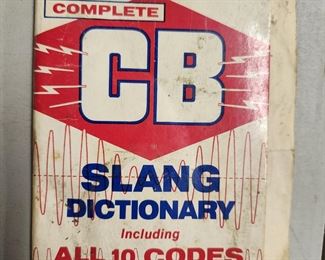 COMPLETE
CB
SLANG
DICTIONARY
Including
ALL 10 CODES